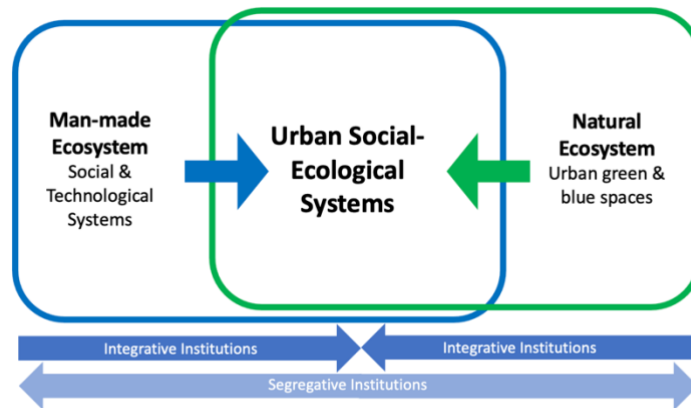 Man-made
Ecosystem
Social &
Technological
Systems
Urban Social-
Ecological
Systems
Natural
Ecosystem
Urban green &
blue spaces
Integrative Institutions
Integrative Institutions
Segregative Institutions